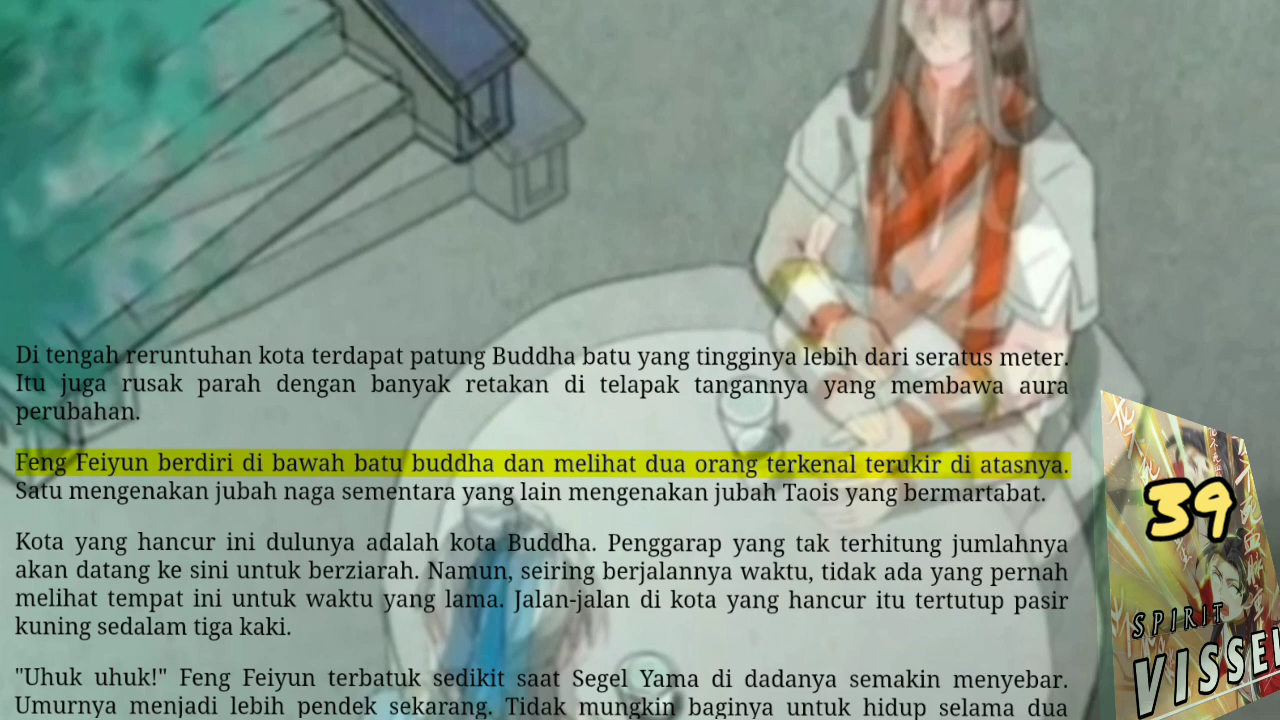 Di tengah reruntuhan kota terdapat patung Buddha batu yang tingginya lebih dari seratus meter.
Itu juga rusak parah dengan banyak retakan di telapak tangannya yang membawa aura
perubahan.
Feng Feiyun berdiri di bawah batu buddha dan melihat dua orang terkenal terukir di atasnya.
Satu mengenakan jubah naga sementara yang lain mengenakan jubah Taois yang bermartabat.
Kota yang hancur ini dulunya adalah kota Buddha. Penggarap yang tak terhitung jumlahnya
akan datang ke sini untuk berziarah. Namun, seiring berjalannya waktu, tidak ada yang pernah
melihat tempat ini untuk waktu yang lama. Jalan-jalan di kota yang hancur itu tertutup pasir
kuning sedalam tiga kaki.
"Uhuk uhuk!" Feng Feiyun terbatuk sedikit saat Segel Yama di dadanya semakin menyebar.
Umurnya menjadi lebih pendek sekarang. Tidak mungkin baginya untuk hidup selama dua
39
SPIRIT
VISSEL